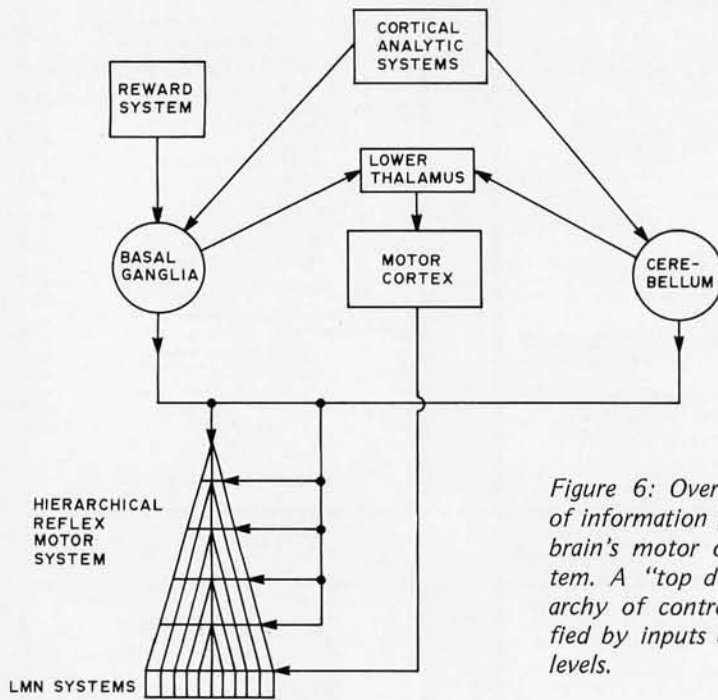 CORTICAL
ANALYTIC
SYSTEMS
REWARD
SYSTEM
LOWER
THALAMUS
BASAL
GANGLIA
MOTOR
CORTEX
CERE-
BELLUM
HIERARCHICAL
REFLEX
MOTOR
SYSTEM
LMN SYSTEMS
Figure 6: Over
of information
brain's motor
tem. A "top
archy of contr
fied by inputs
levels.